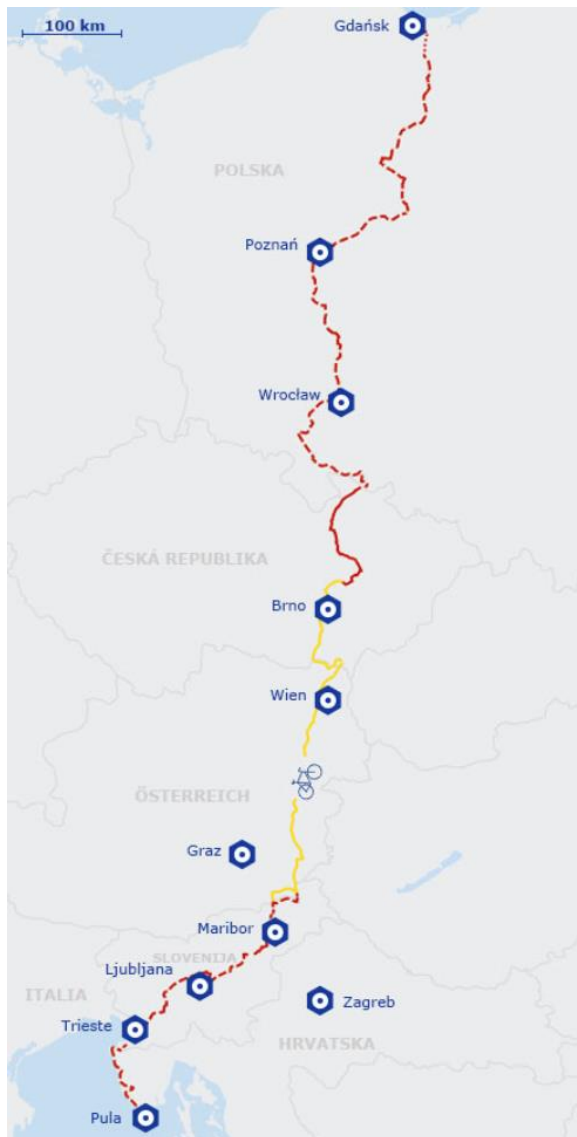 100 km
Gdańsk
POLSKA
Poznań
Wrocław
ČESKÁ REPUBLIKA
Brno
Wien
ÖSTERREICH
Graz
Maribor
SLOVENIJA
Ljubljana
ITALIA
Zagreb
Trieste
HRVATSKA
Pula